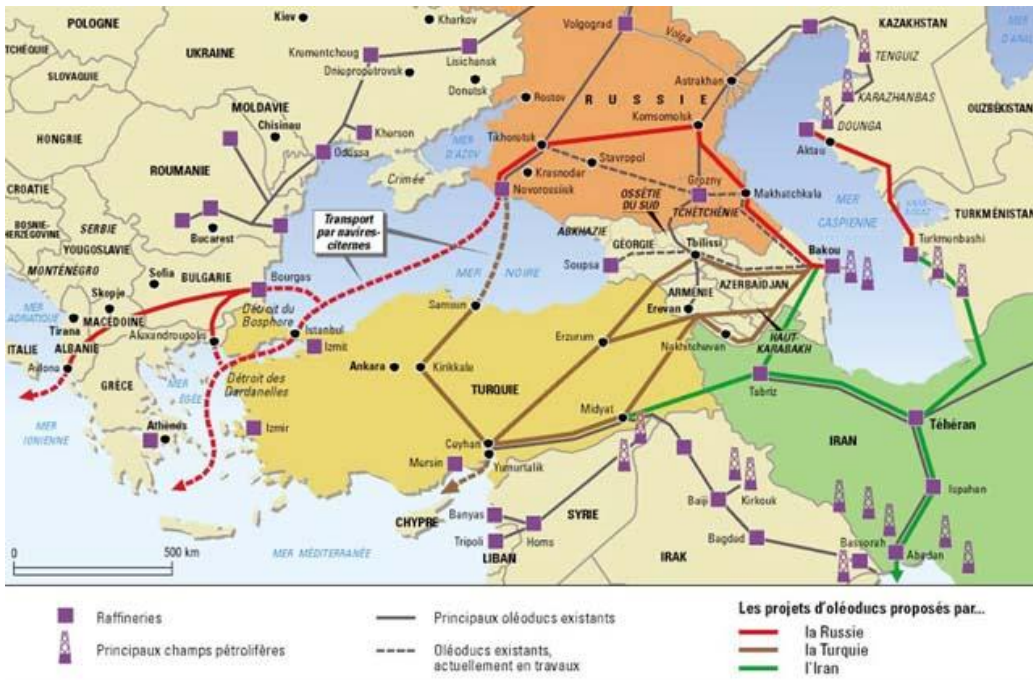 POLOGNE
Kiev
Kharkov
Volgograd
Volga
KAZAKHSTAN
TCHÉQUIE
UKRAINE
Krementchoug
Lisichansk
TENGUIZ
SLOVAQUIE
Dniepropetrovsk
Donetsk
Astrakhan
KARAZHANBAS
OUZBÉKISTAN
MOLDAVIE
Rostov
RUSSIE
Chisinau
Kherson
Komsomolsk
DOUNGA
HONGRIE
Odessa
MER
D'AZOV
Tikhoretsk
Aktau
ROUMANIE
Stavropol
Crimée
Krasnodar
Grozny
CROATIE
Novorossisk
OSSÉTIE
DU SUD
Makhatchkala
MER
CASPIENNE
TCHÉTCHÉNIE
TURKMÉNISTAN
BOSNIE-
HERZÉGOVINE
SERBIE
Bucarest
Transport
par navires-
citernes
ABKHAZIE
YOUGOSLAVIE
GÉORGIE
Tbilissi
Turkmenbashi
MONTÉNÉGRO
Sofia
BULGARIE
Bourgas
MER
NOIRE
Soupsa
Bakou
MER
ADRIATIQUE
Skopje
Détroit du
Bosphore
Samsun
ARMÉNIE
AZERBAÏDJAN
Tirana
MACÉDOINE
Istanbul
Erevan
ITALIE
ALBANIE
Alexandroupolis
Izmit
Erzurum
HAUT-
KARABAKH
Nakhitchevan
Avlona
GRÈCE
MER
ÉGÉE
Détroit des
Dardanelles
Ankara
Kirikkale
TURQUIE
Tabriz
Midyat
Téhéran
MER
IONIENNE
Athènes
Izmir
Ceyhan
IRAN
Mersin
Yumurtalik
Ispahan
CHYPRE
Banyas
SYRIE
Baiji
Kirkouk
Tripoli
Homs
Bagdad
Bassorah
Abadan
0
500 km
MER MÉDITERRANÉE
LIBAN
IRAK
Raffineries
Principaux champs pétrolifères
Principaux oléoducs existants
Oléoducs existants,
actuellement en travaux
Les projets d'oléoducs proposés par...
la Russie
la Turquie
l'Iran